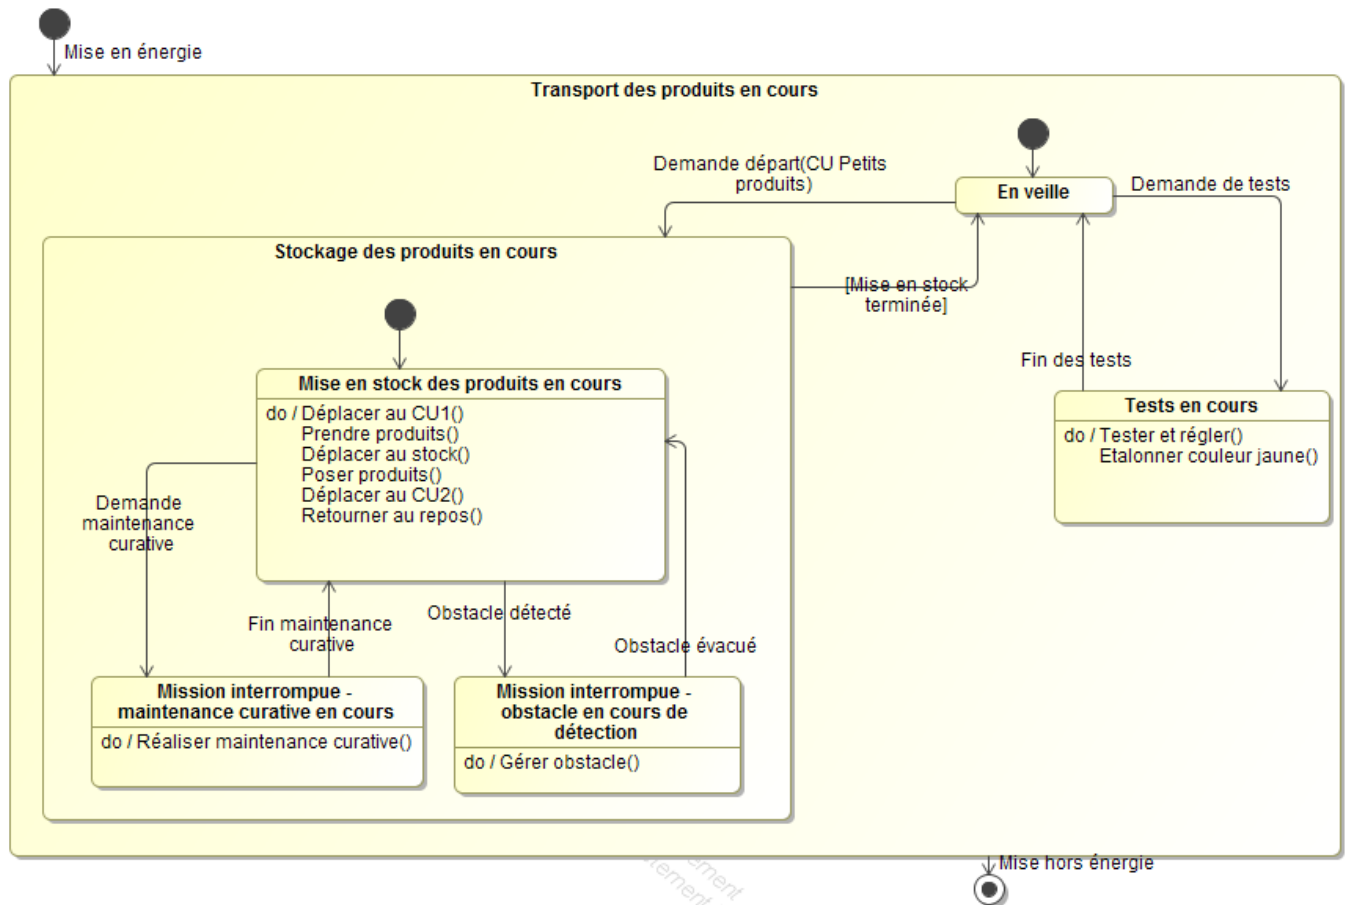 Mise en énergie
Transport des produits en cours
Demande départ(CU Petits
produits)
En veille
Demande de tests
Stockage des produits en cours
[Mise en stock
terminée]
Fin des tests
Mise en stock des produits en cours
do / Déplacer au CU1()
Prendre produits()
Déplacer au stock()
Poser produits()
Déplacer au CU2()
Retourner au repos()
Tests en cours
do / Tester et régler()
Etalonner couleur jaune()
Demande
maintenance
curative
Fin maintenance
curative
Obstacle détecté
Obstacle évacué
Mission interrompue -
maintenance curative en cours
do / Réaliser maintenance curative()
Mission interrompue -
obstacle en cours de
détection
do / Gérer obstacle()
Mise hors énergie